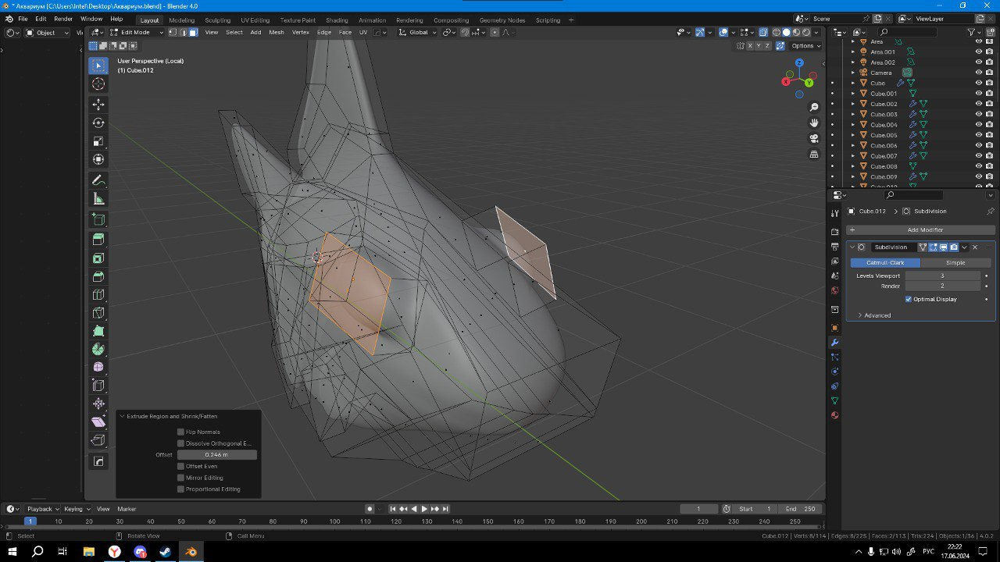 * Аквариум [C:\Users\Intel\Desktop\Аквариум.blend] - Blender 4.0
File Edit Render Window Help Layout Modeling Sculpting UV Editing Texture Paint Shading Animation Rendering Compositing Geometry Nodes Scripting + Scene ViewLayer
Object Vi Edit Mode View Select Add Mesh Vertex Edge Face UV Global
X Y Z Options
User Perspective (Local)
(1) Cube.012
Z
X
Y
Area
Area.001
Area.002
Camera
Cube
Cube.001
Cube.002
Cube.003
Cube.004
Cube.005
Cube.006
Cube.007
Cube.008
Cube.009
Cube.012 > Subdivision
Add Modifier
Subdivision
Catmull-Clark Simple
Levels Viewport 3
Render 2
Optimal Display
Advanced
Extrude Region and Shrink/Fatten
Flip Normals
Dissolve Orthogonal E...
Offset 0.246 m
Offset Even
Mirror Editing
Proportional Editing
Playback Keying View Marker 1 Start 1 End 250
1 10 20 30 40 50 60 70 80 90 100 110 120 130 140 150 160 170 180 190 200 210 220 230 240 250
Select Rotate View Call Menu Cube.012 | Verts:8/114 | Edges:8/225 | Faces:2/113 | Tris:224 | Objects:1/36 | 4.0.2
РУС
22:22
17.06.2024